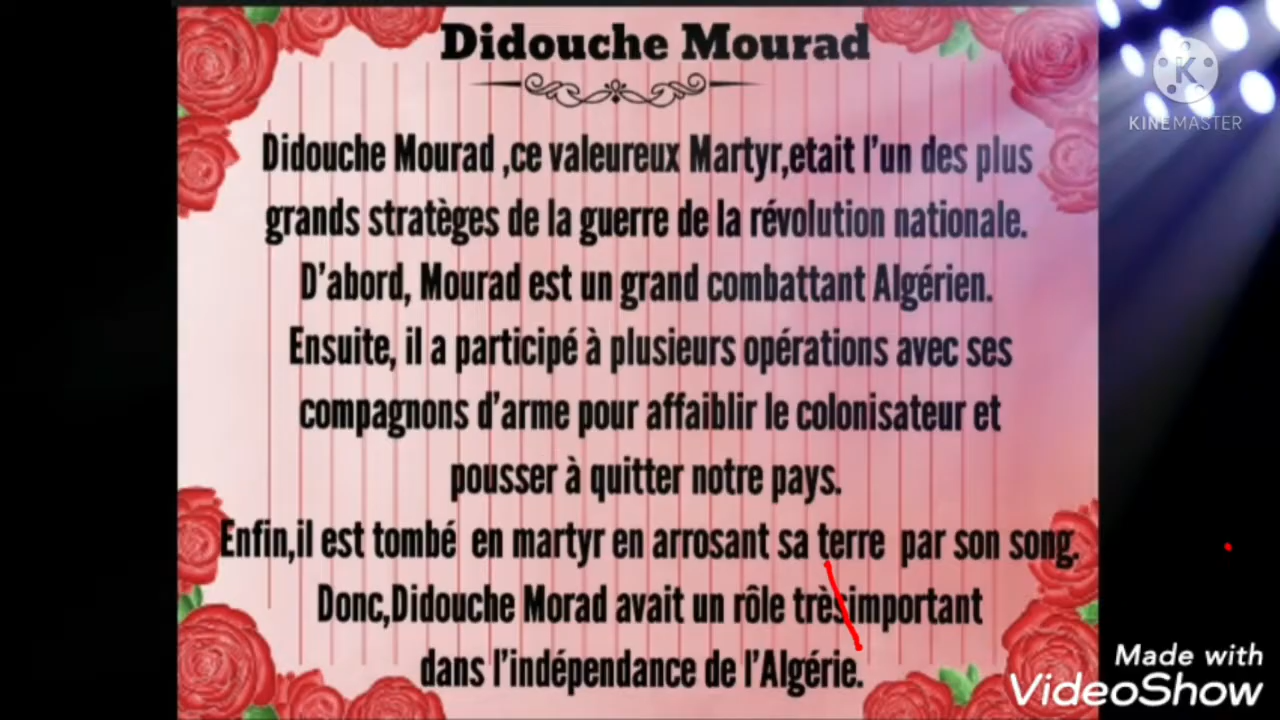 Didouche Mourad
K
KINEMASTER
Didouche Mourad ,ce valeureux Martyr,etait l'un des plus
grands stratèges de la guerre de la révolution nationale.
D'abord, Mourad est un grand combattant Algérien.
Ensuite, il a participé à plusieurs opérations avec ses
compagnons d'arme pour affaiblir le colonisateur et
pousser à quitter notre pays.
Enfin,il est tombé en martyr en arrosant sa terre par son song.
Donc,Didouche Morad avait un rôle trèsimportant
dans l'indépendance de l'Algérie.
Made with
VideoShow